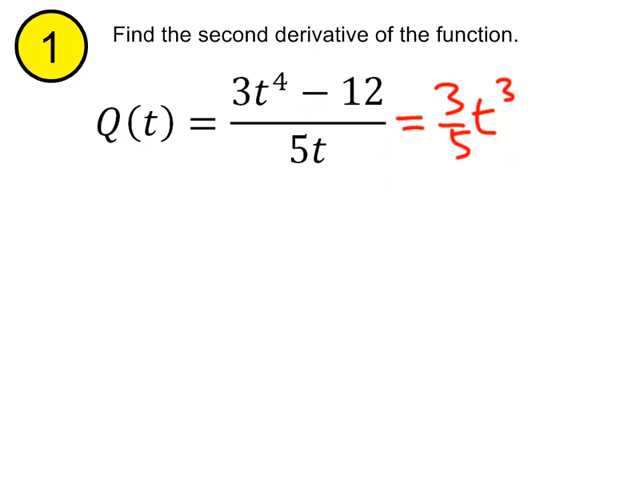 1
Find the second derivative of the function.
Q(t) = (3t⁴ − 12)/(5t) = 3/5 t³